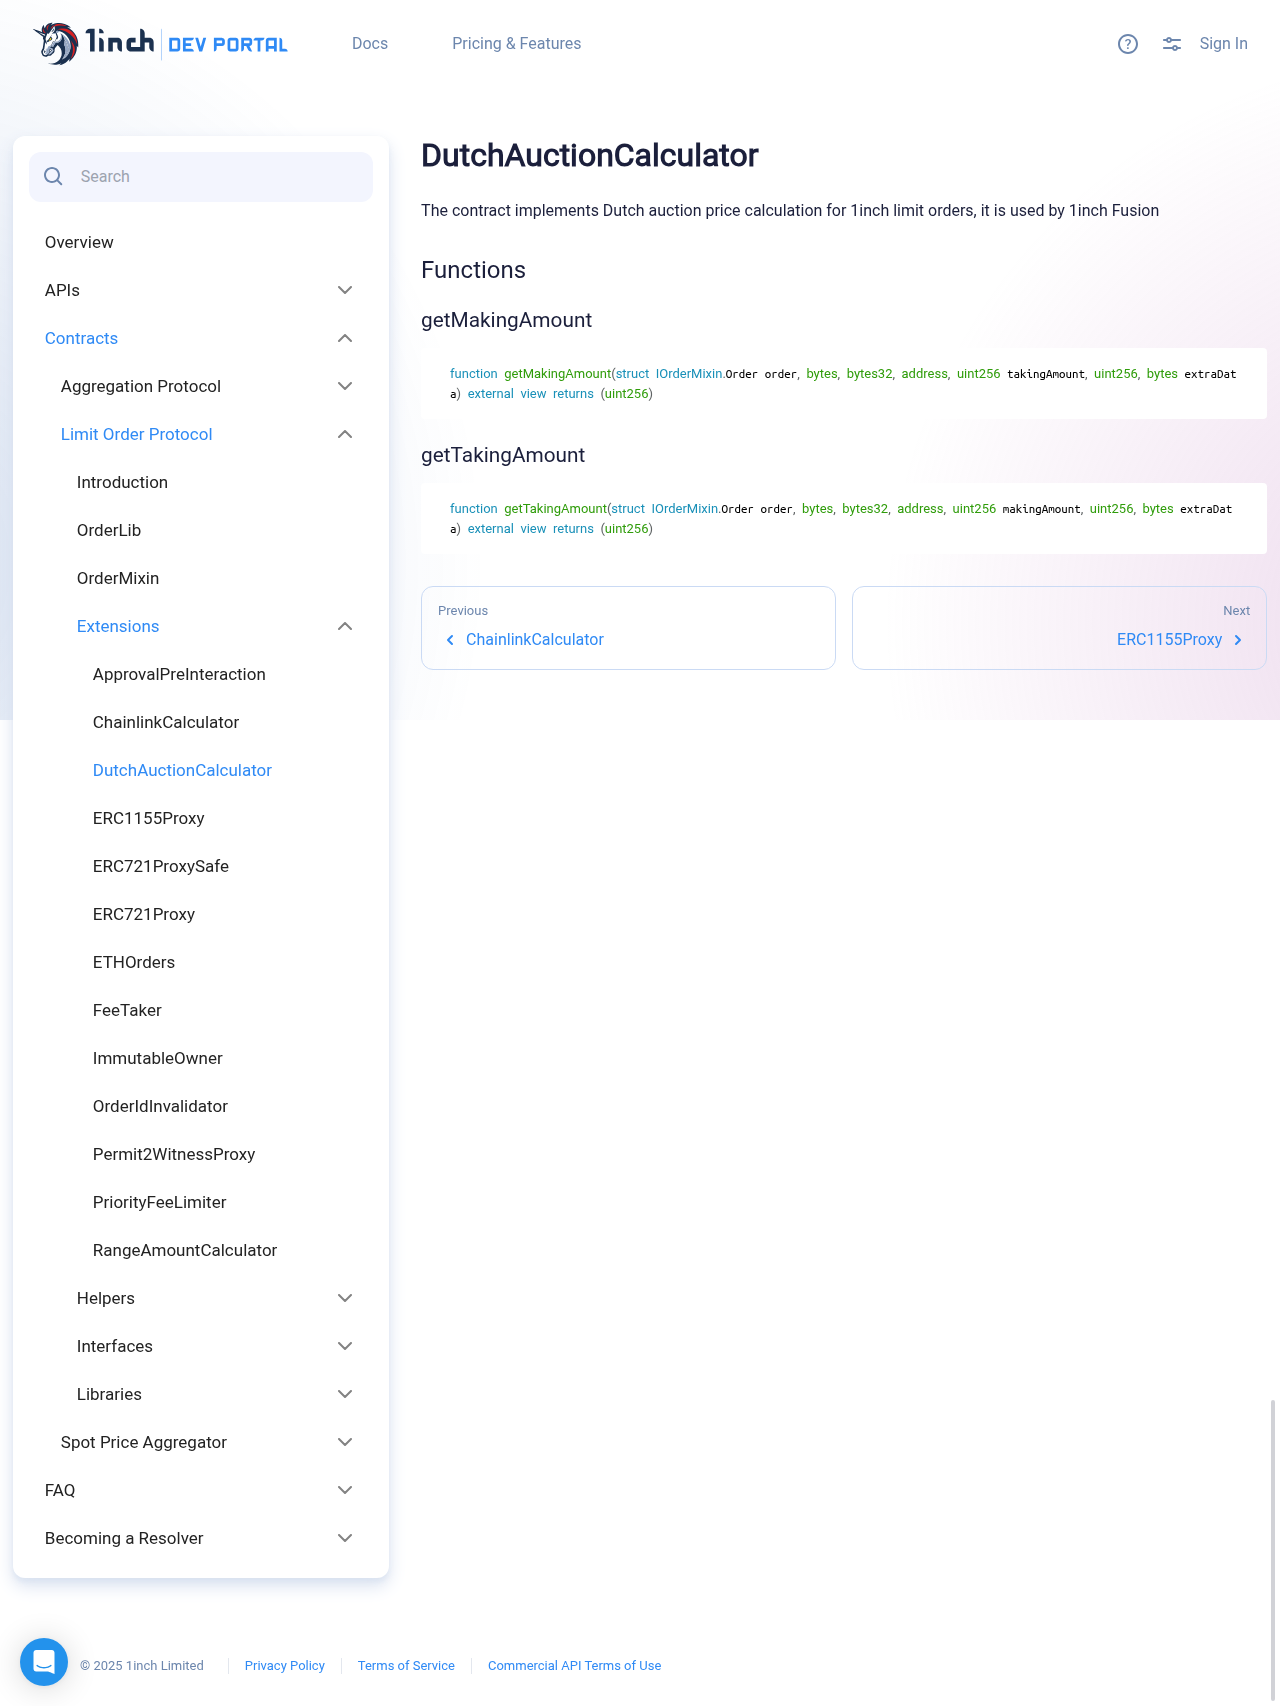 1inch DEV PORTAL
Docs
Pricing & Features
Sign In
Search
Overview
APIs
Contracts
Aggregation Protocol
Limit Order Protocol
Introduction
OrderLib
OrderMixin
Extensions
ApprovalPreInteraction
ChainlinkCalculator
DutchAuctionCalculator
ERC1155Proxy
ERC721ProxySafe
ERC721Proxy
ETHOrders
FeeTaker
ImmutableOwner
OrderIdInvalidator
Permit2WitnessProxy
PriorityFeeLimiter
RangeAmountCalculator
Helpers
Interfaces
Libraries
Spot Price Aggregator
FAQ
Becoming a Resolver
DutchAuctionCalculator
The contract implements Dutch auction price calculation for 1inch limit orders, it is used by 1inch Fusion
Functions
getMakingAmount
function getMakingAmount(struct IOrderMixin.Order order, bytes, bytes32, address, uint256 takingAmount, uint256, bytes extraDat
a) external view returns (uint256)
getTakingAmount
function getTakingAmount(struct IOrderMixin.Order order, bytes, bytes32, address, uint256 makingAmount, uint256, bytes extraDat
a) external view returns (uint256)
Previous
ChainlinkCalculator
Next
ERC1155Proxy
© 2025 1inch Limited
Privacy Policy
Terms of Service
Commercial API Terms of Use